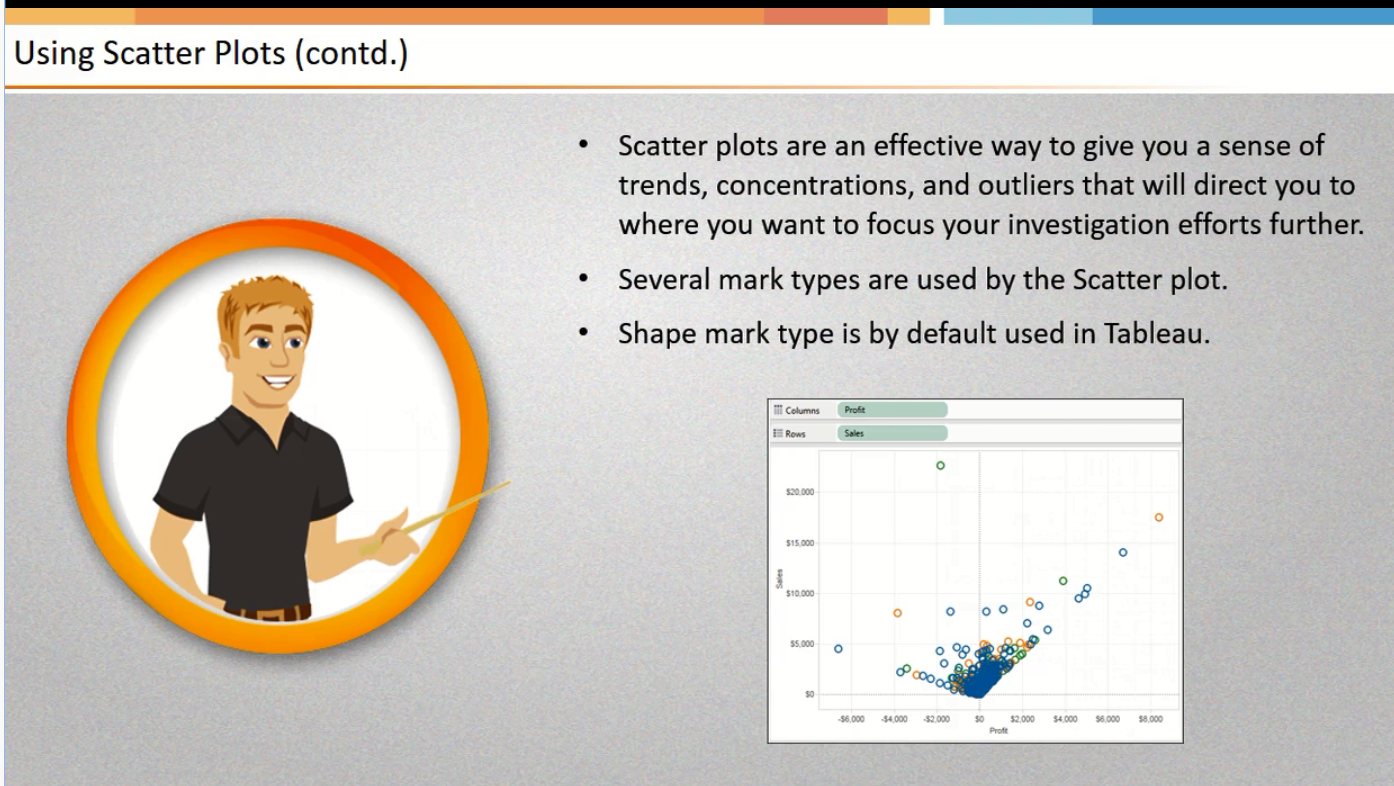 Using Scatter Plots (contd.)
• Scatter plots are an effective way to give you a sense of
trends, concentrations, and outliers that will direct you to
where you want to focus your investigation efforts further.
• Several mark types are used by the Scatter plot.
• Shape mark type is by default used in Tableau.
Columns Profit
Rows Sales
$20,000
$15,000
$10,000
$5,000
$0
Sales
-$6,000 -$4,000 -$2,000 $0 $2,000 $4,000 $6,000 $8,000
Profit